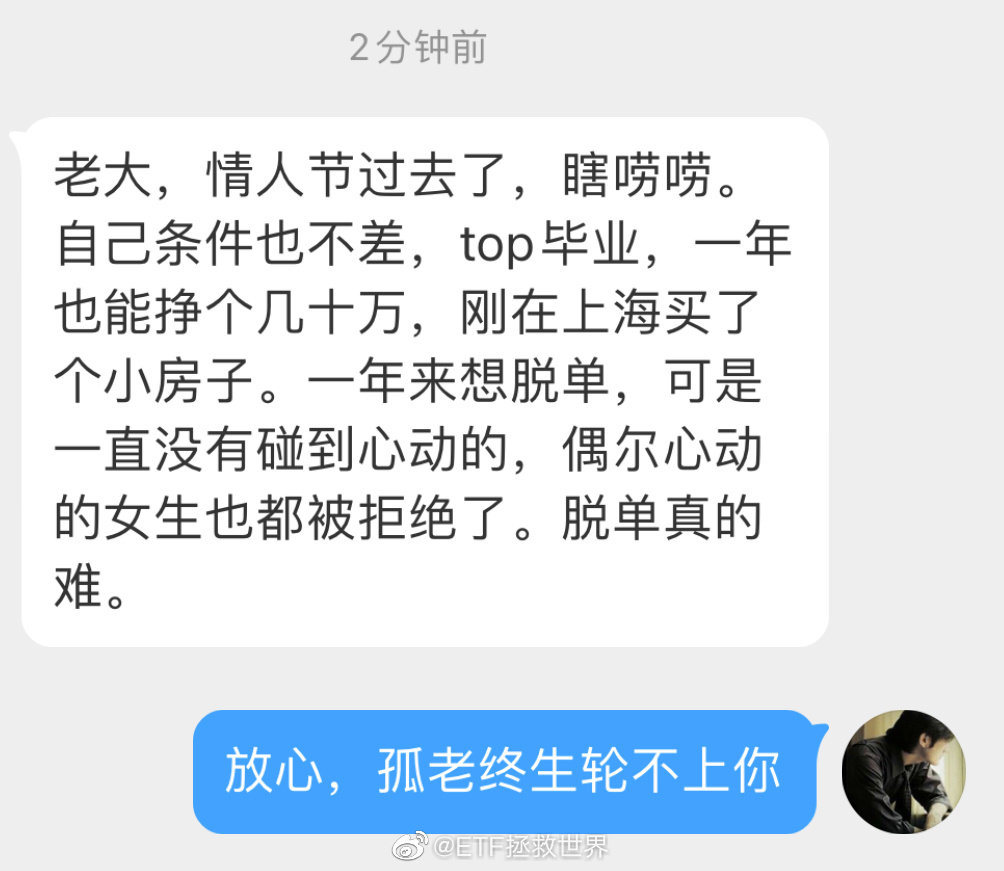 2分钟前
老大，情人节过去了，瞎唠唠。
自己条件也不差，top毕业，一年
也能挣个几十万，刚在上海买了
个小房子。一年来想脱单，可是
一直没有碰到心动的，偶尔心动
的女生也都被拒绝了。脱单真的
难。
放心，孤老终生轮不上你
@ETF拯救世界